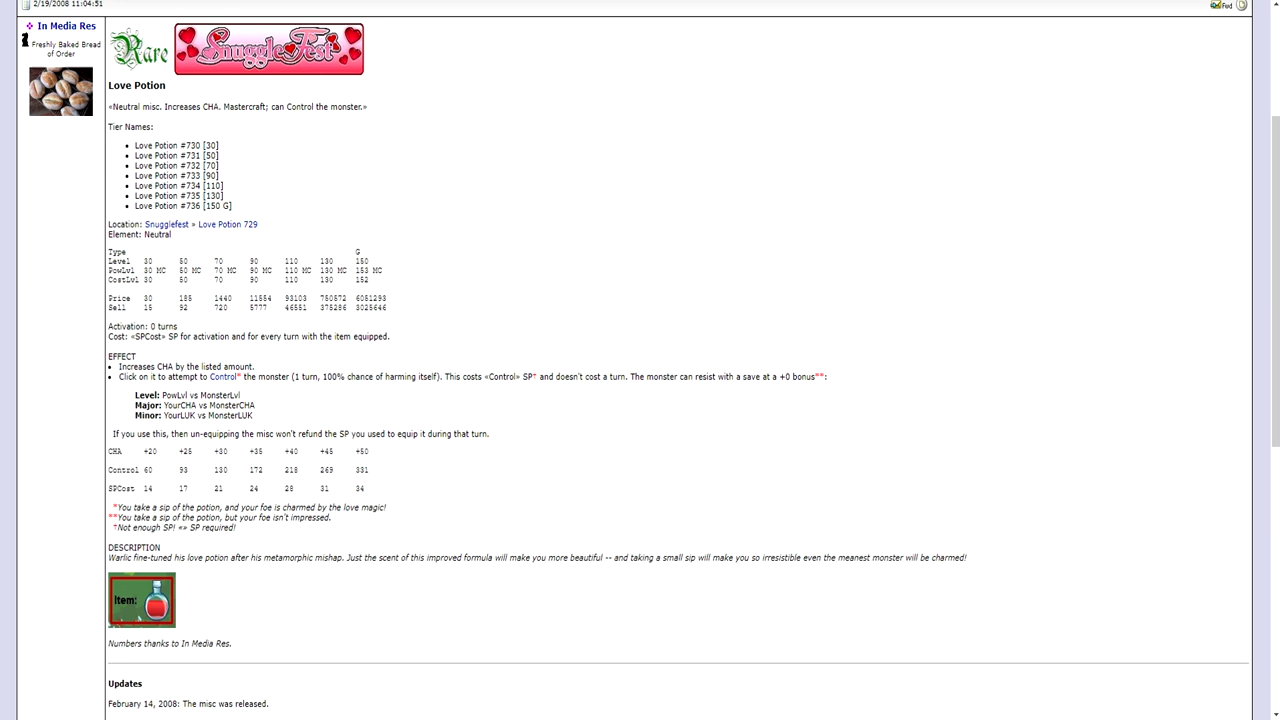 2/19/2008 11:04:51
Fwd
In Media Res
Freshly Baked Bread
of Order
Rare
SnuggleFest
Love Potion
«Neutral misc. Increases CHA. Mastercraft; can Control the monster.»
Tier Names:
• Love Potion #730 [30]
• Love Potion #731 [50]
• Love Potion #732 [70]
• Love Potion #733 [90]
• Love Potion #734 [110]
• Love Potion #735 [130]
• Love Potion #736 [150 G]
Location: Snugglefest » Love Potion 729
Element: Neutral
Type G
Level 30 50 70 90 110 130 150
PowLvl 30 MC 50 MC 70 MC 90 MC 110 MC 130 MC 153 MC
CostLvl 30 50 70 90 110 130 152
Price 30 185 1440 11554 93103 750572 6051293
Sell 15 92 720 5777 46551 375286 3025646
Activation: 0 turns
Cost: «SPCost» SP for activation and for every turn with the item equipped.
EFFECT
• Increases CHA by the listed amount.
• Click on it to attempt to Control* the monster (1 turn, 100% chance of harming itself). This costs «Control» SP† and doesn't cost a turn. The monster can resist with a save at a +0 bonus**:
Level: PowLvl vs MonsterLvl
Major: YourCHA vs MonsterCHA
Minor: YourLUK vs MonsterLUK
If you use this, then un-equipping the misc won't refund the SP you used to equip it during that turn.
CHA +20 +25 +30 +35 +40 +45 +50
Control 60 93 130 172 218 269 331
SPCost 14 17 21 24 28 31 34
*You take a sip of the potion, and your foe is charmed by the love magic!
**You take a sip of the potion, but your foe isn't impressed.
†Not enough SP! «» SP required!
DESCRIPTION
Warlic fine-tuned his love potion after his metamorphic mishap. Just the scent of this improved formula will make you more beautiful -- and taking a small sip will make you so irresistible even the meanest monster will be charmed!
Item:
Numbers thanks to In Media Res.
Updates
February 14, 2008: The misc was released.